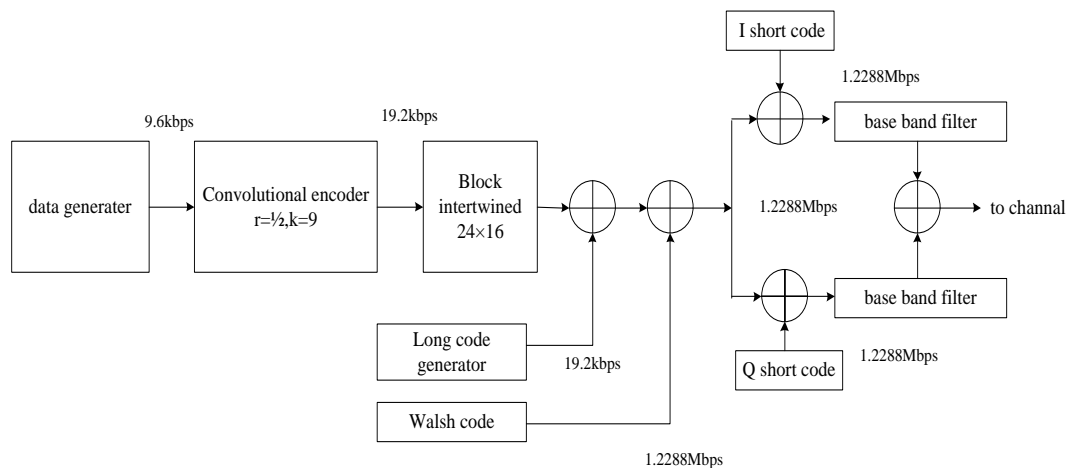 I short code
1.2288Mbps
9.6kbps
19.2kbps
base band filter
data generater
Convolutional encoder
r=½,k=9
Block
intertwined
24×16
1.2288Mbps
to channal
base band filter
Long code
generator
19.2kbps
1.2288Mbps
Q short code
Walsh code
1.2288Mbps